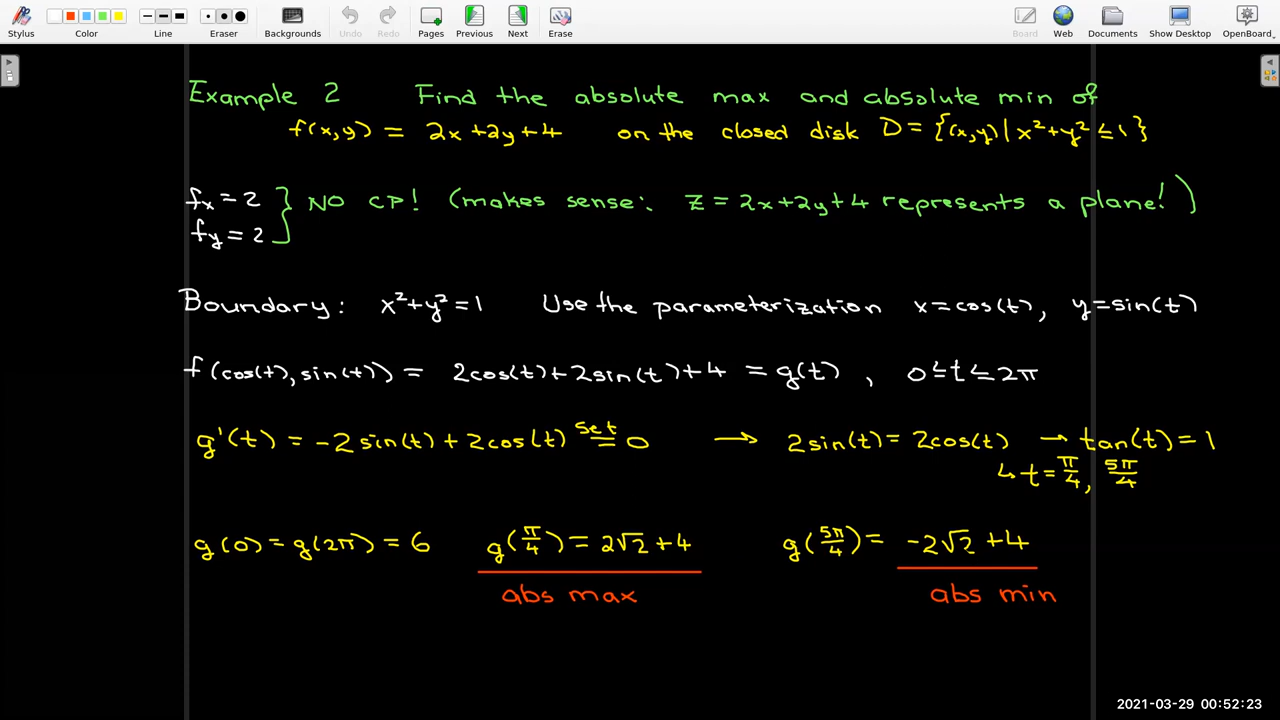 Stylus Color Line Eraser Backgrounds Undo Redo Pages Previous Next Erase Board Web Documents Show Desktop OpenBoard
Example 2 Find the absolute max and absolute min of
f(x,y) = 2x+2y+4 on the closed disk D={(x,y)|x²+y²≤1}
fx=2
fy=2
NO CP! (makes sense: z=2x+2y+4 represents a plane!)
Boundary: x²+y²=1 Use the parameterization x=cos(t), y=sin(t)
f(cos(t),sin(t)) = 2cos(t)+2sin(t)+4 = g(t), 0≤t≤2π
g'(t) = -2sin(t)+2cos(t) set = 0 → 2sin(t)=2cos(t) → tan(t)=1
↳ t=π/4, 5π/4
g(0)=g(2π)=6 g(π/4)=2√2+4 g(5π/4)= -2√2+4
abs max abs min
2021-03-29 00:52:23